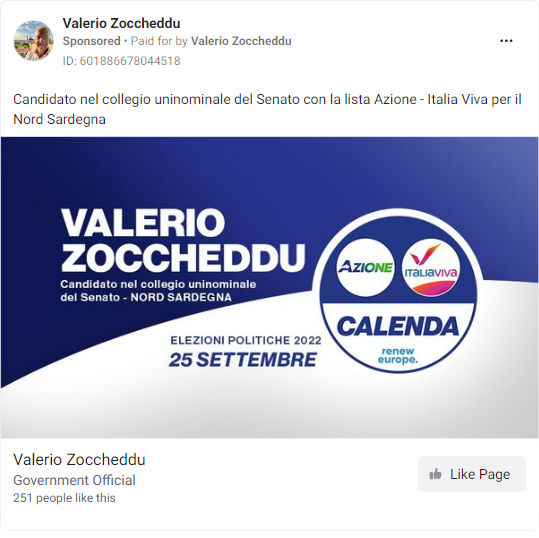 Valerio Zoccheddu
Sponsored • Paid for by Valerio Zoccheddu
ID: 601886678044518
Candidato nel collegio uninominale del Senato con la lista Azione - Italia Viva per il
Nord Sardegna
VALERIO
ZOCCHEDDU
Candidato nel collegio uninominale
del Senato - NORD SARDEGNA
ELEZIONI POLITICHE 2022
25 SETTEMBRE
AZIONE
ITALIAVIVA
CALENDA
renew
europe.
Valerio Zoccheddu
Government Official
251 people like this
Like Page